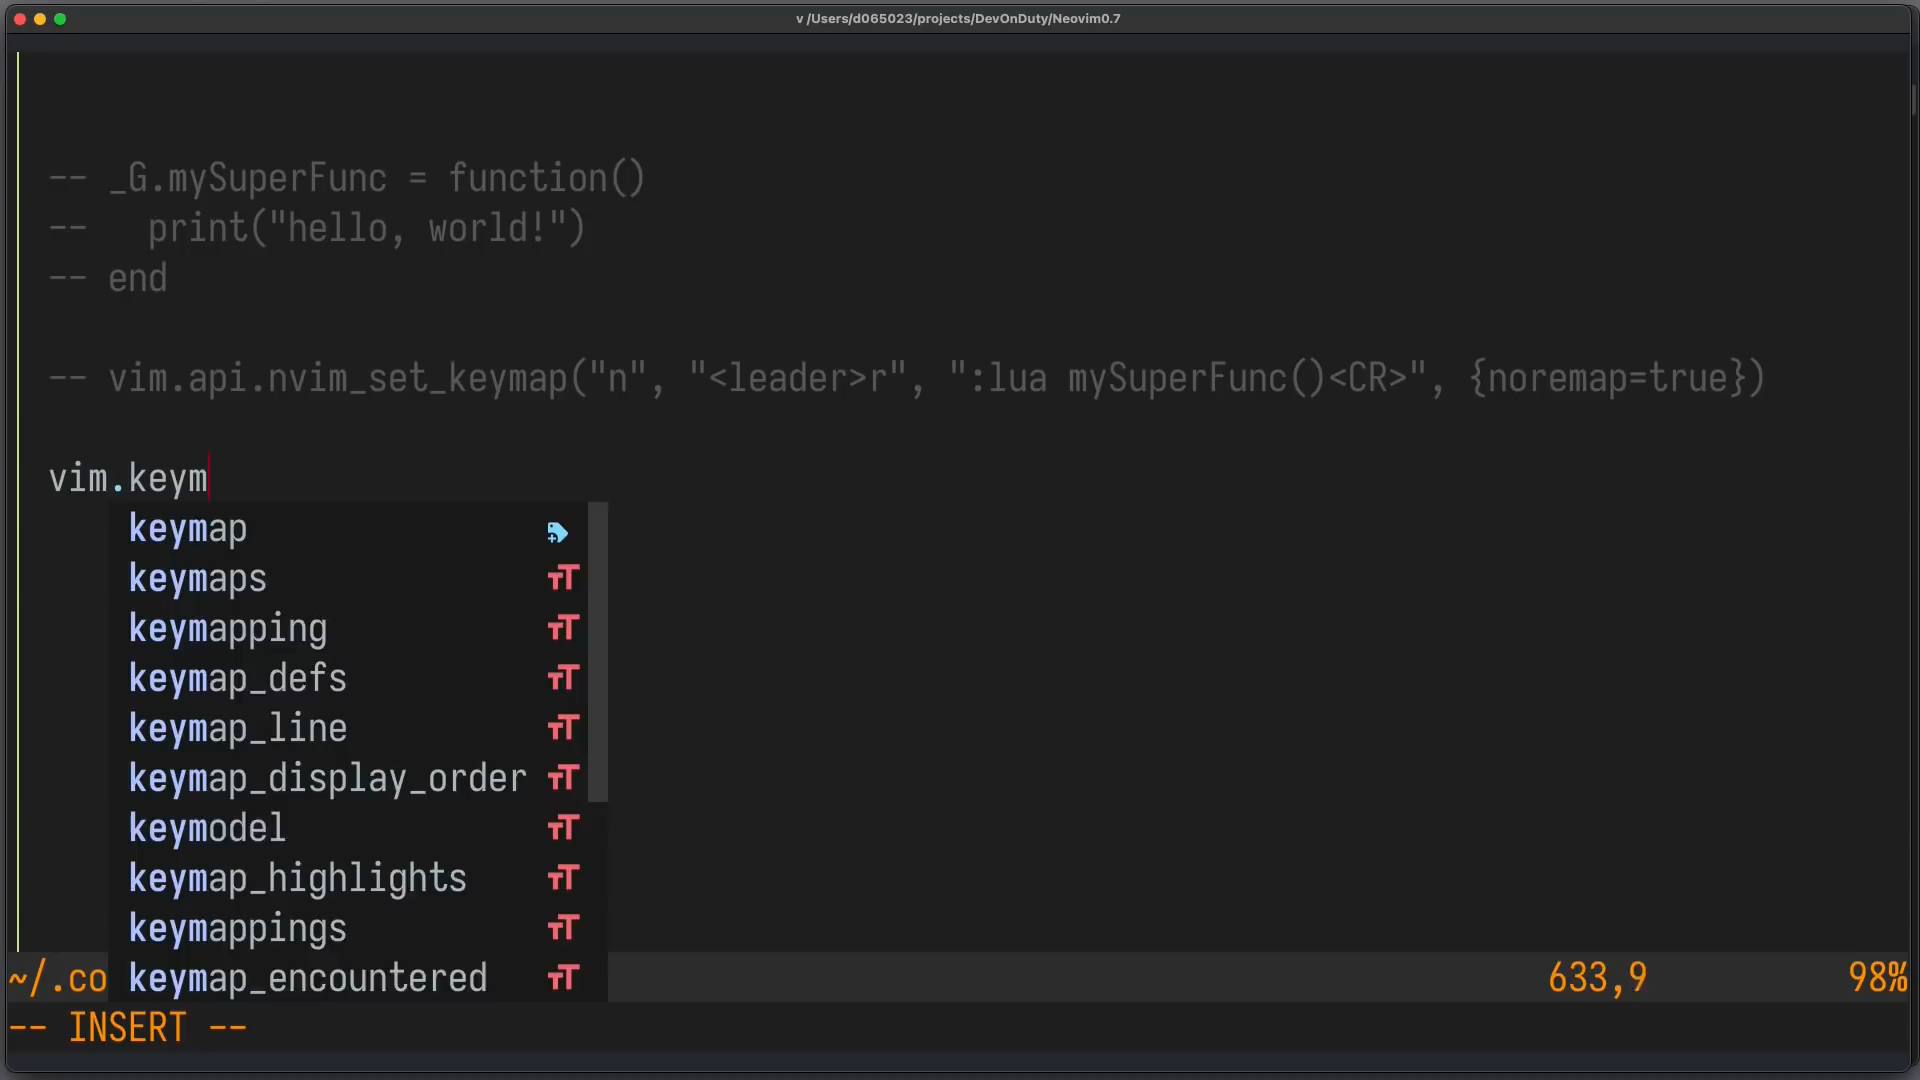 v /Users/d065023/projects/DevOnDuty/Neovim0.7
-- _G.mySuperFunc = function()
--   print("hello, world!")
-- end
-- vim.api.nvim_set_keymap("n", "<leader>r", ":lua mySuperFunc()<CR>", {noremap=true})
vim.keym
keymap
keymaps
keymapping
keymap_defs
keymap_line
keymap_display_order
keymodel
keymap_highlights
keymappings
~/.co keymap_encountered 633,9 98%
-- INSERT --